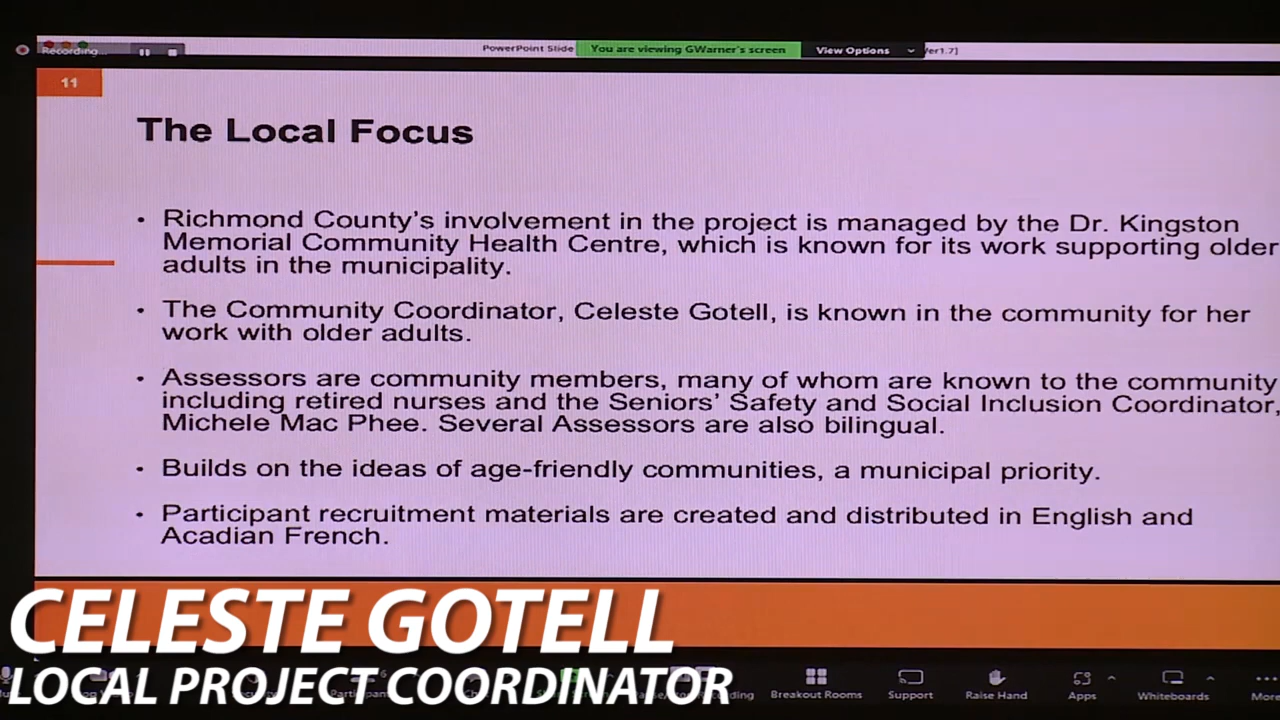 Recording...
PowerPoint Slide
You are viewing GWarner's screen
View Options
11
The Local Focus
• Richmond County's involvement in the project is managed by the Dr. Kingston
Memorial Community Health Centre, which is known for its work supporting older
adults in the municipality.
• The Community Coordinator, Celeste Gotell, is known in the community for her
work with older adults.
• Assessors are community members, many of whom are known to the community
including retired nurses and the Seniors' Safety and Social Inclusion Coordinator,
Michele Mac Phee. Several Assessors are also bilingual.
• Builds on the ideas of age-friendly communities, a municipal priority.
• Participant recruitment materials are created and distributed in English and
Acadian French.
CELESTE GOTELL
LOCAL PROJECT COORDINATOR
Breakout Rooms
Support
Raise Hand
Apps
Whiteboards
More